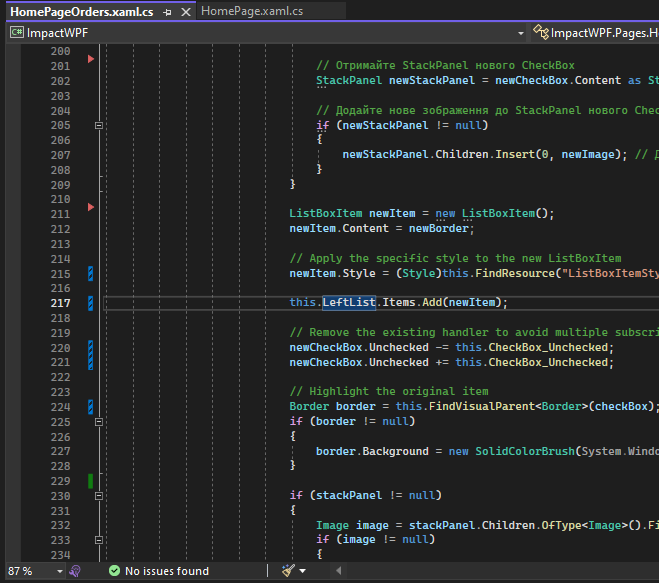 HomePageOrders.xaml.cs HomePage.xaml.cs
C# ImpactWPF ImpactWPF.Pages.H
200
201 // Отримайте StackPanel нового CheckBox
202 StackPanel newStackPanel = newCheckBox.Content as St
203
204 // Додайте нове зображення до StackPanel нового Chec
205 if (newStackPanel != null)
206 {
207 newStackPanel.Children.Insert(0, newImage); // Д
208 }
209 }
210
211 ListBoxItem newItem = new ListBoxItem();
212 newItem.Content = newBorder;
213
214 // Apply the specific style to the new ListBoxItem
215 newItem.Style = (Style)this.FindResource("ListBoxItemSty
216
217 this.LeftList.Items.Add(newItem);
218
219 // Remove the existing handler to avoid multiple subscri
220 newCheckBox.Unchecked -= this.CheckBox_Unchecked;
221 newCheckBox.Unchecked += this.CheckBox_Unchecked;
222
223 // Highlight the original item
224 Border border = this.FindVisualParent<Border>(checkBox);
225 if (border != null)
226 {
227 border.Background = new SolidColorBrush(System.Windo
228 }
229
230 if (stackPanel != null)
231 {
232 Image image = stackPanel.Children.OfType<Image>().Fi
233 if (image != null)
234 {
87 % No issues found